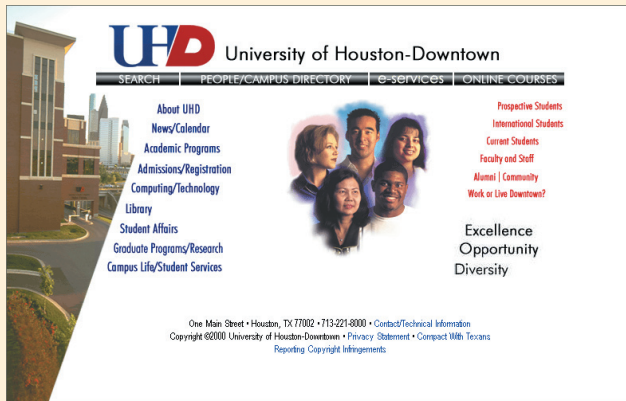 UHD University of Houston-Downtown
SEARCH PEOPLE/CAMPUS DIRECTORY e-services ONLINE COURSES
About UHD
News/Calendar
Academic Programs
Admissions/Registration
Computing/Technology
Library
Student Affairs
Graduate Programs/Research
Campus Life/Student Services
Prospective Students
International Students
Current Students
Faculty and Staff
Alumni | Community
Work or Live Downtown?
Excellence
Opportunity
Diversity
One Main Street • Houston, TX 77002 • 713-221-8000 • Contact/Technical Information
Copyright ©2000 University of Houston-Downtown • Privacy Statement • Compact With Texans
Reporting Copyright Infringements